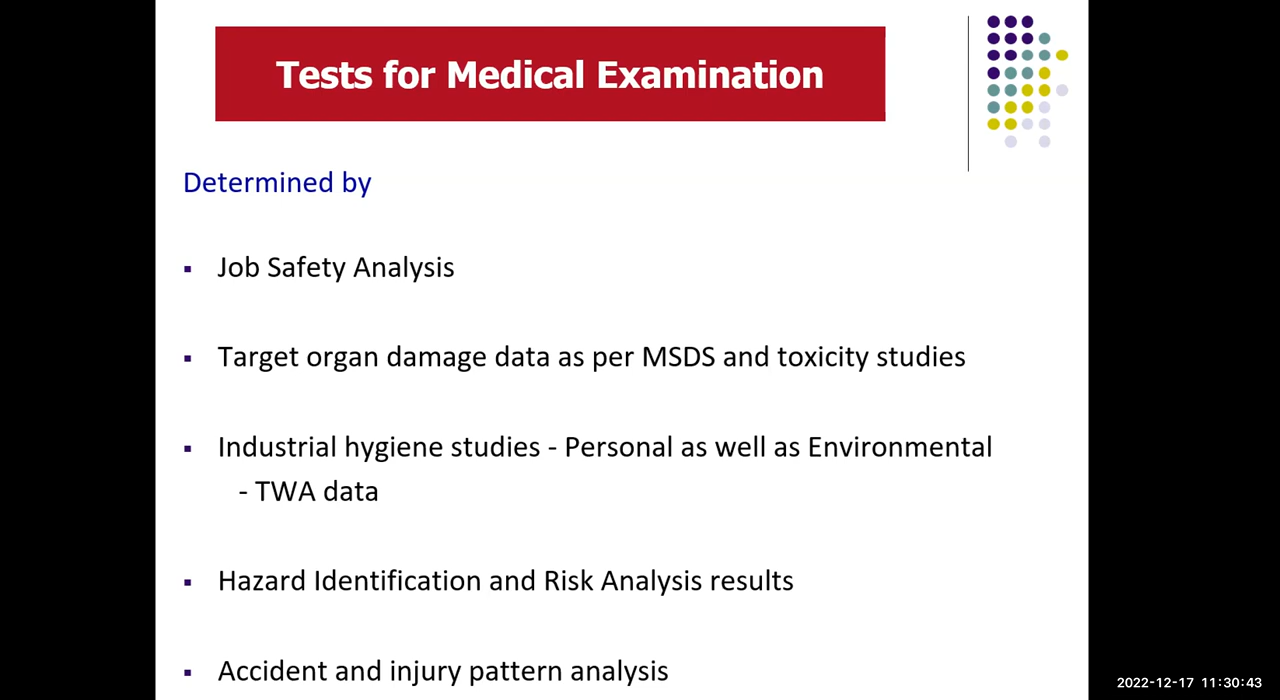 Tests for Medical Examination
Determined by
▪ Job Safety Analysis
▪ Target organ damage data as per MSDS and toxicity studies
▪ Industrial hygiene studies - Personal as well as Environmental
- TWA data
▪ Hazard Identification and Risk Analysis results
▪ Accident and injury pattern analysis
2022-12-17 11:30:43